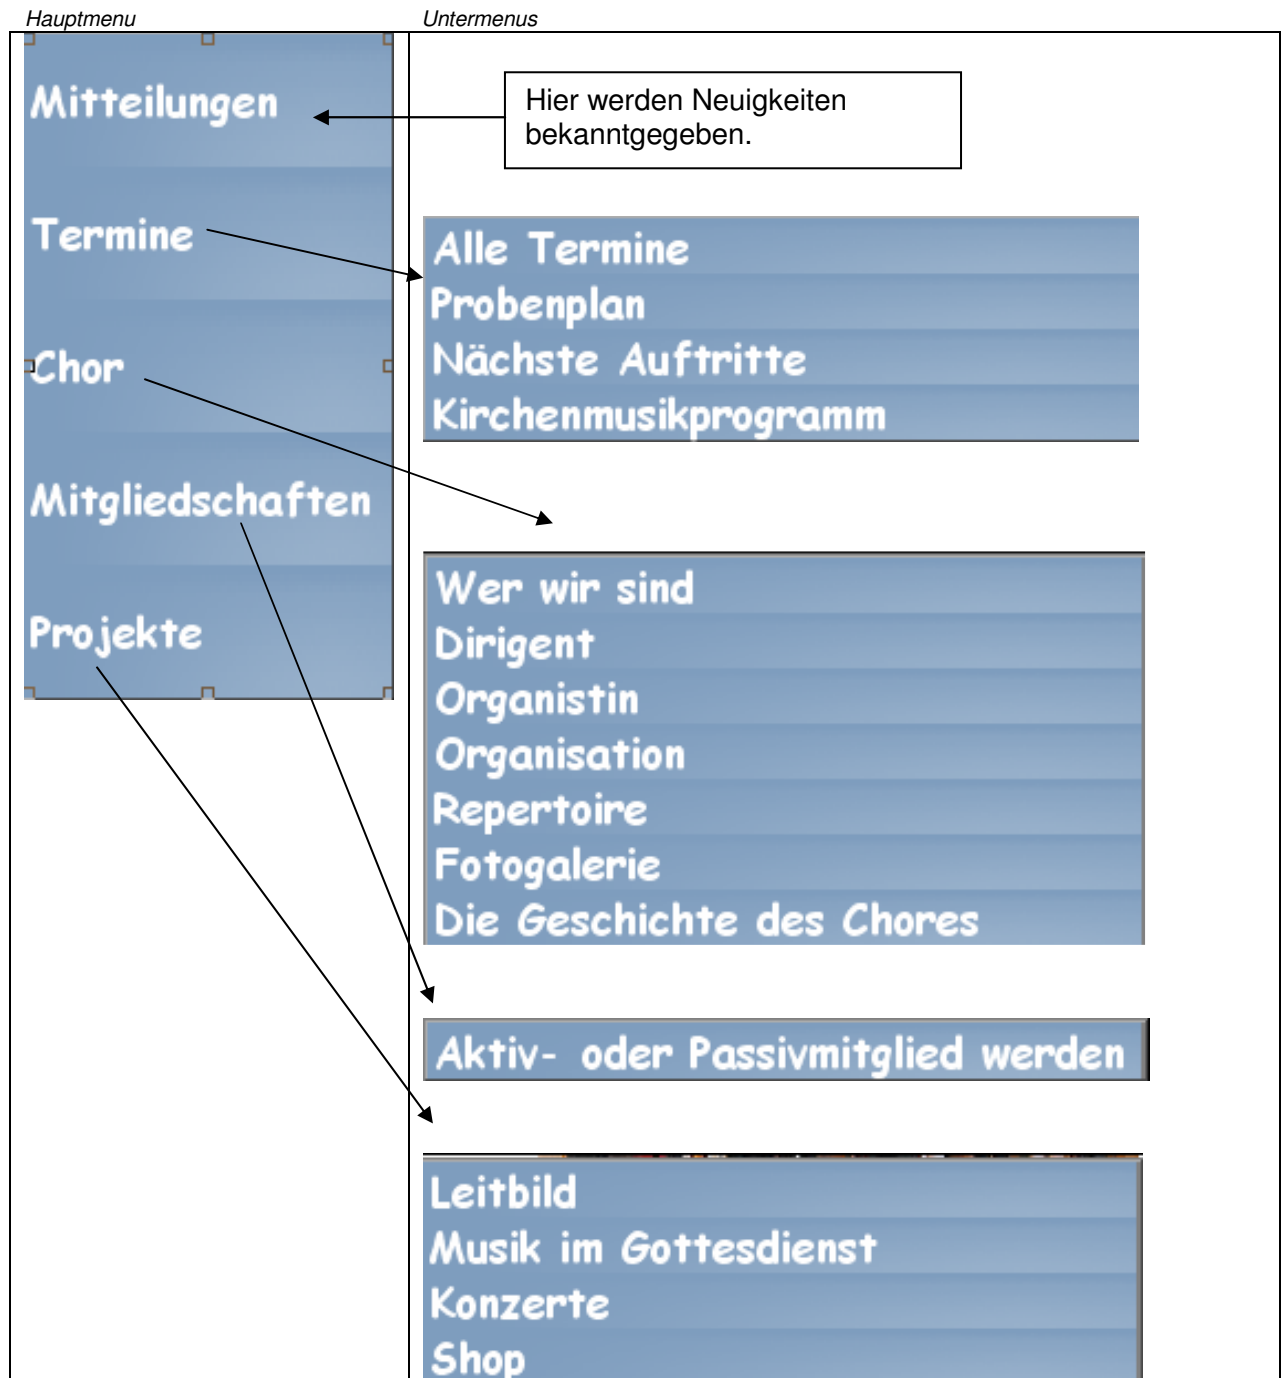 Hauptmenu
Untermenus
Mitteilungen
Termine
Chor
Mitgliedschaften
Projekte
Hier werden Neuigkeiten
bekanntgegeben.
Alle Termine
Probenplan
Nächste Auftritte
Kirchenmusikprogramm
Wer wir sind
Dirigent
Organistin
Organisation
Repertoire
Fotogalerie
Die Geschichte des Chores
Aktiv- oder Passivmitglied werden
Leitbild
Musik im Gottesdienst
Konzerte
Shop